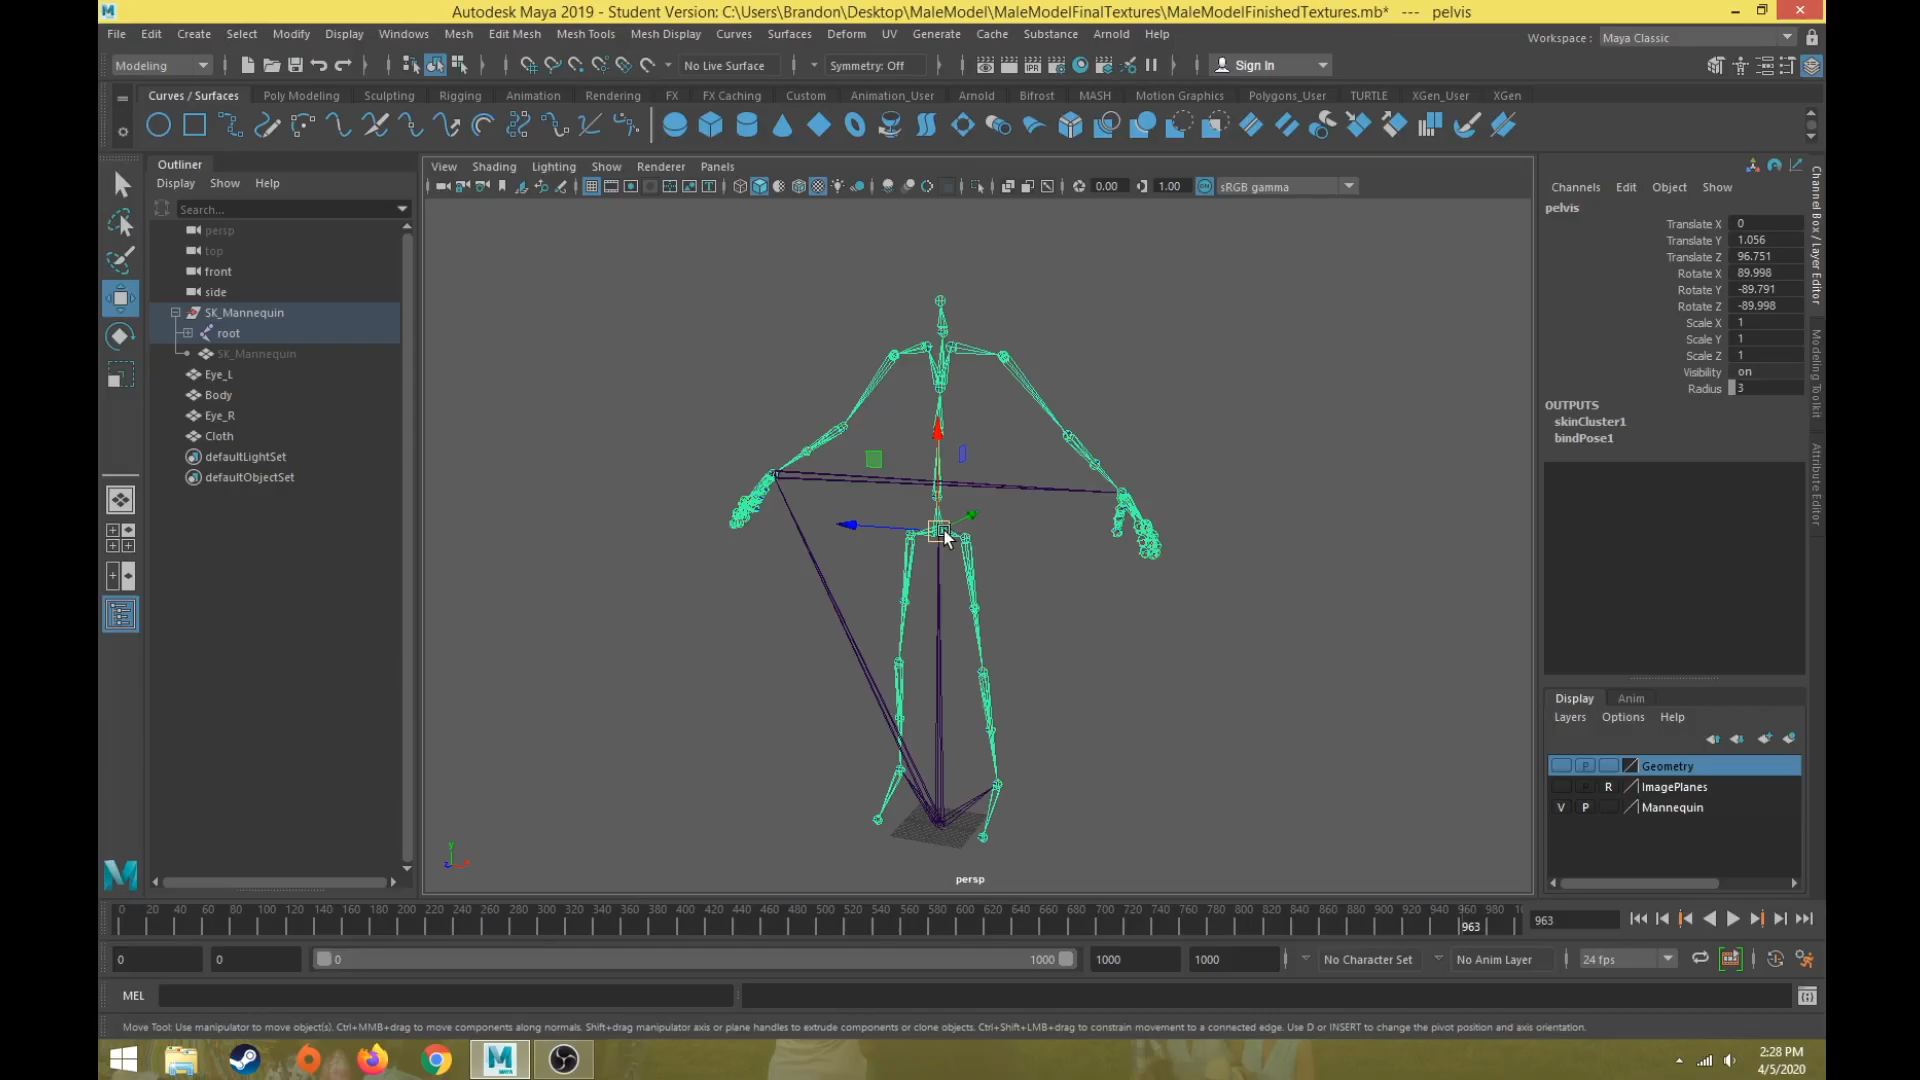 Autodesk Maya 2019 - Student Version: C:\Users\Brandon\Desktop\MaleModel\MaleModelFinalTextures\MaleModelFinishedTextures.mb* --- pelvis
File Edit Create Select Modify Display Windows Mesh Edit Mesh Mesh Tools Mesh Display Curves Surfaces Deform UV Generate Cache Substance Arnold Help
Workspace : Maya Classic
Modeling No Live Surface Symmetry: Off Sign In
Curves / Surfaces Poly Modeling Sculpting Rigging Animation Rendering FX FX Caching Custom Animation_User Arnold Bifrost MASH Motion Graphics Polygons_User TURTLE XGen_User XGen
Outliner
Display Show Help
Search...
persp
top
front
side
SK_Mannequin
root
SK_Mannequin
Eye_L
Body
Eye_R
Cloth
defaultLightSet
defaultObjectSet
View Shading Lighting Show Renderer Panels
0.00 1.00 sRGB gamma
persp
Channels Edit Object Show
pelvis
Translate X 0
Translate Y 1.056
Translate Z 96.751
Rotate X 89.998
Rotate Y -89.791
Rotate Z -89.998
Scale X 1
Scale Y 1
Scale Z 1
Visibility on
Radius 3
OUTPUTS
skinCluster1
bindPose1
Channel Box / Layer Editor
Modeling Toolkit
Attribute Editor
Display Anim
Layers Options Help
P Geometry
P R ImagePlanes
V P Mannequin
0 20 40 60 80 100 120 140 160 180 200 220 240 260 280 300 320 340 360 380 400 420 440 460 480 500 520 540 560 580 600 620 640 660 680 700 720 740 760 780 800 820 840 860 880 900 920 940 960 980
963
963
0 0 0 1000 1000 1000 No Character Set No Anim Layer 24 fps
MEL
Move Tool: Use manipulator to move object(s). Ctrl+MMB+drag to move components along normals. Shift+drag manipulator axis or plane handles to extrude components or clone objects. Ctrl+Shift+LMB+drag to constrain movement to a connected edge. Use D or INSERT to change the pivot position and axis orientation.
2:28 PM
4/5/2020